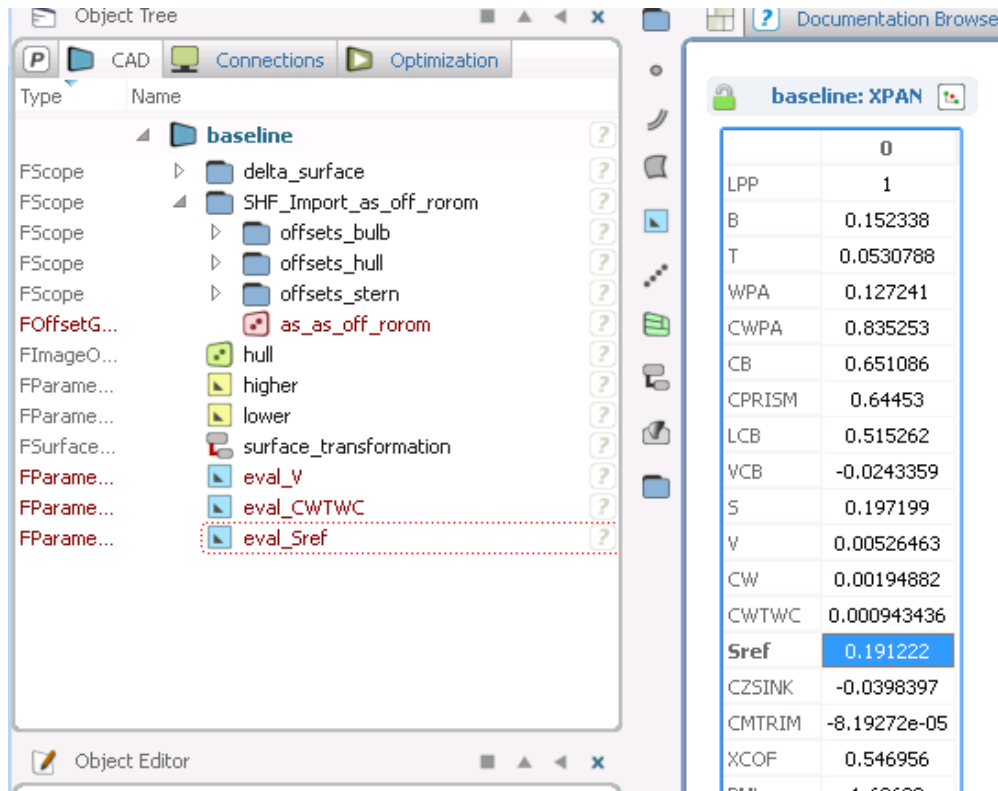 Object Tree
P CAD Connections Optimization
Type Name
baseline ?
FScope delta_surface ?
FScope SHF_Import_as_off_rorom ?
FScope offsets_bulb ?
FScope offsets_hull ?
FScope offsets_stern ?
FOffsetG... as_as_off_rorom ?
FImageO... hull ?
FParame... higher ?
FParame... lower ?
FSurface... surface_transformation ?
FParame... eval_V ?
FParame... eval_CWTWC ?
FParame... eval_Sref ?
Object Editor
? Documentation Browse
baseline: XPAN
0
LPP 1
B 0.152338
T 0.0530788
WPA 0.127241
CWPA 0.835253
CB 0.651086
CPRISM 0.64453
LCB 0.515262
VCB -0.0243359
S 0.197199
V 0.00526463
CW 0.00194882
CWTWC 0.000943436
Sref 0.191222
CZSINK -0.0398397
CMTRIM -8.19272e-05
XCOF 0.546956